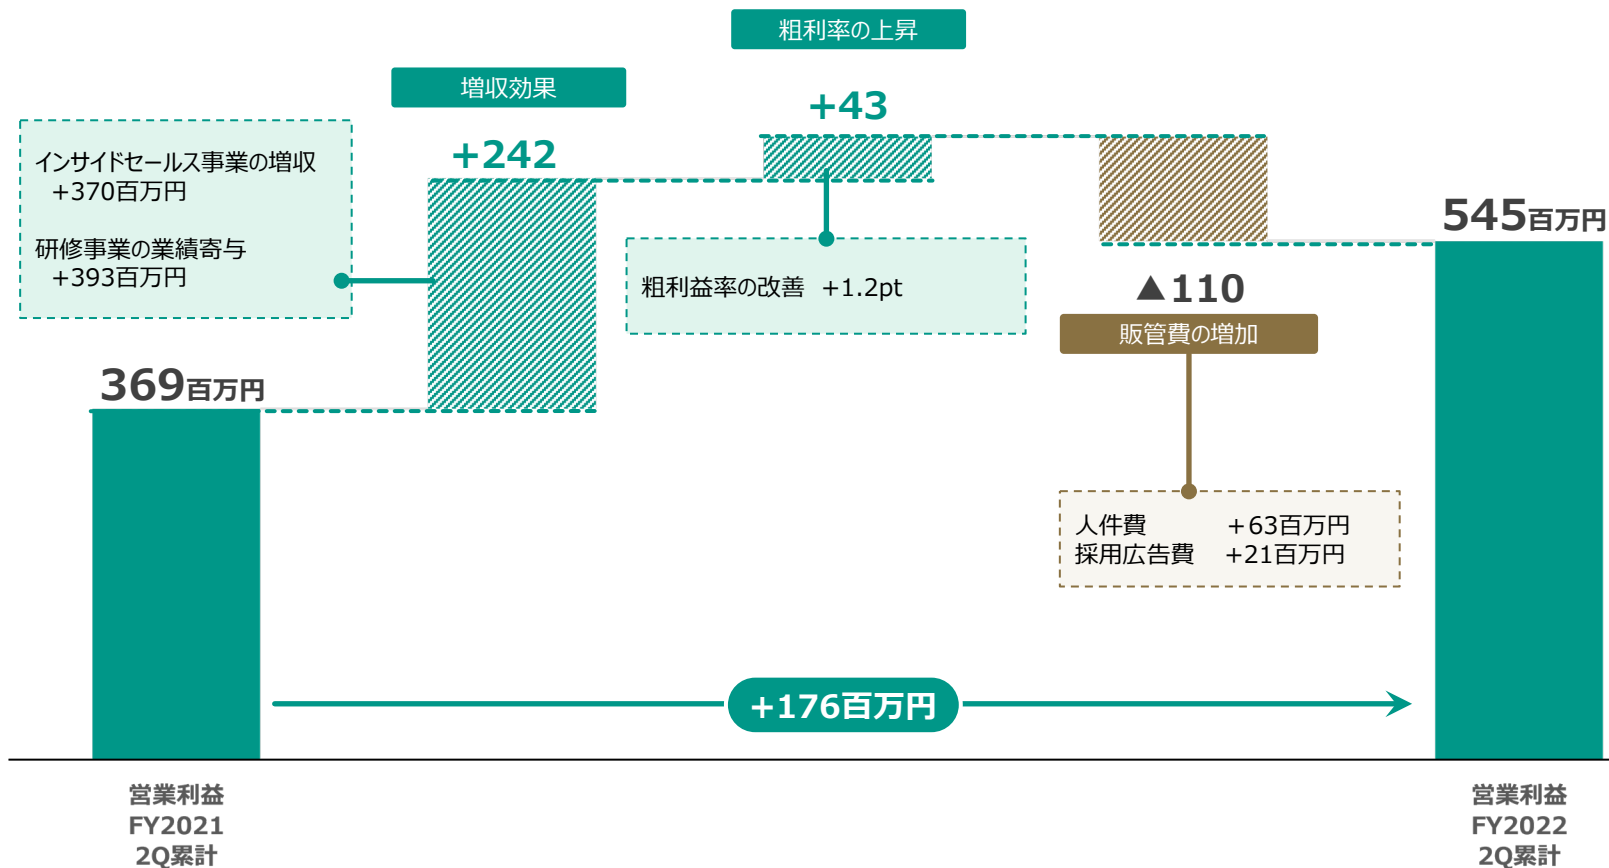 粗利率の上昇
増収効果
+43
+242
インサイドセールス事業の増収
+370百万円
研修事業の業績寄与
+393百万円
545百万円
粗利益率の改善 +1.2pt
▲110
販管費の増加
369百万円
人件費 +63百万円
採用広告費 +21百万円
+176百万円
営業利益
FY2021
2Q累計
営業利益
FY2022
2Q累計